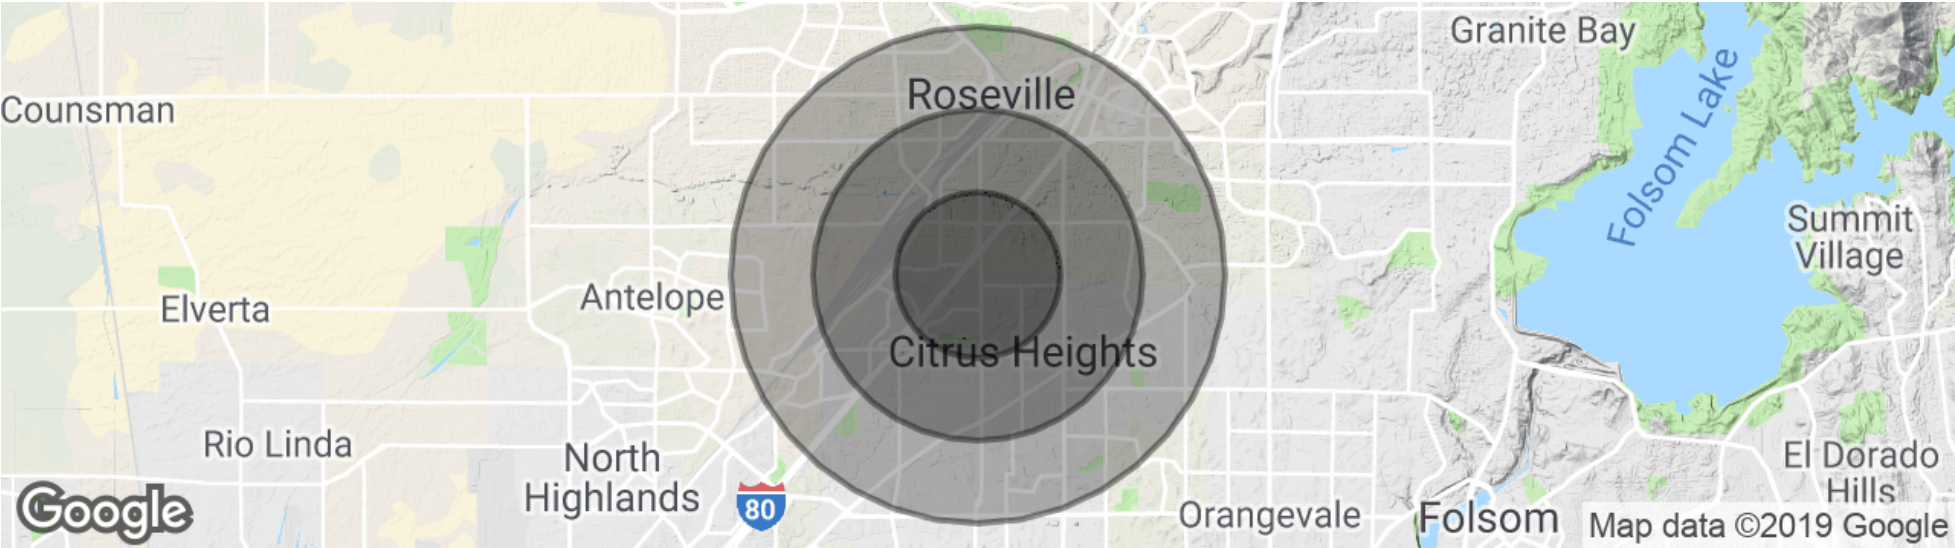 Granite Bay
Roseville
Counsman
Folsom Lake
Summit
Village
Antelope
Elverta
Citrus Heights
Rio Linda
North
Highlands
El Dorado
Hills
80
Orangevale
Folsom
Google
Map data ©2019 Google